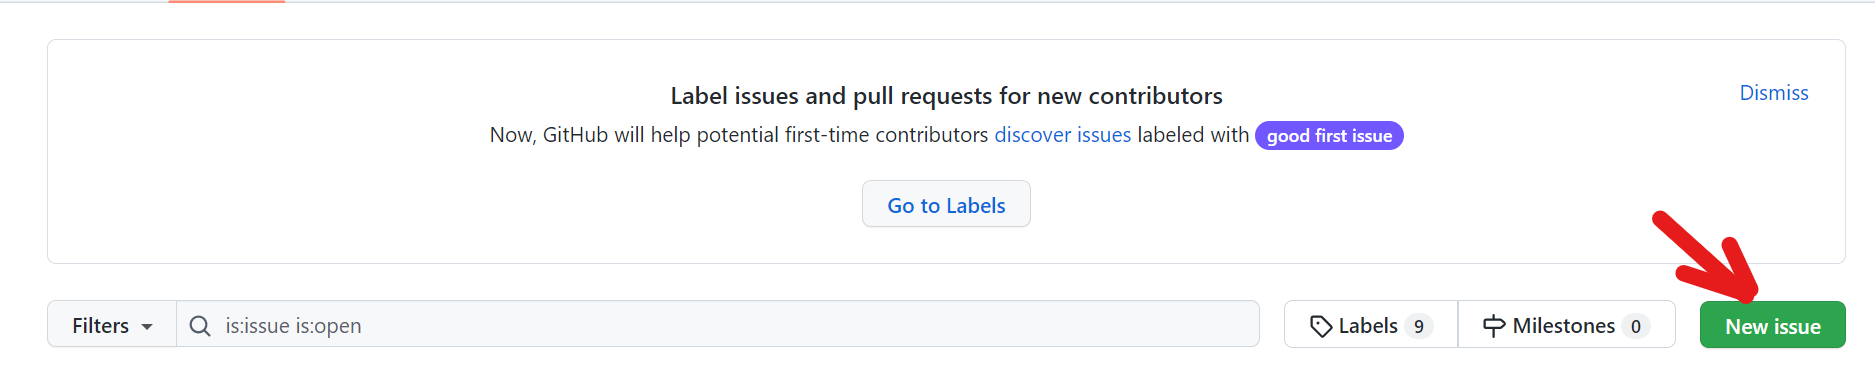 Label issues and pull requests for new contributors
Dismiss
Now, GitHub will help potential first-time contributors discover issues labeled with good first issue
Go to Labels
Filters is:issue is:open Labels 9 Milestones 0 New issue